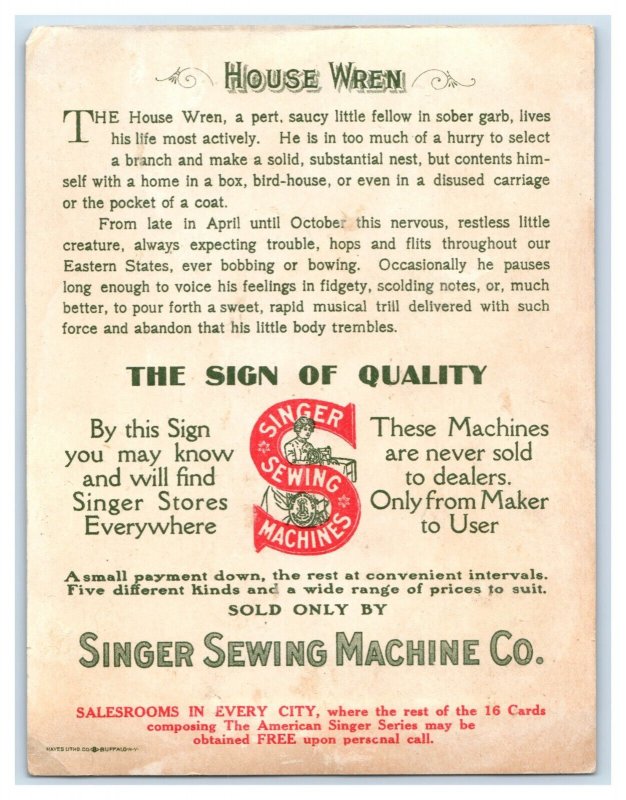 HOUSE WREN
THE House Wren, a pert, saucy little fellow in sober garb, lives
his life most actively. He is in too much of a hurry to select
a branch and make a solid, substantial nest, but contents him-
self with a home in a box, bird-house, or even in a disused carriage
or the pocket of a coat.
From late in April until October this nervous, restless little
creature, always expecting trouble, hops and flits throughout our
Eastern States, ever bobbing or bowing. Occasionally he pauses
long enough to voice his feelings in fidgety, scolding notes, or, much
better, to pour forth a sweet, rapid musical trill delivered with such
force and abandon that his little body trembles.
THE SIGN OF QUALITY
By this Sign
you may know
and will find
Singer Stores
Everywhere
SINGER
SEWING
MACHINES
These Machines
are never sold
to dealers.
Only from Maker
to User
A small payment down, the rest at convenient intervals.
Five different kinds and a wide range of prices to suit.
SOLD ONLY BY
SINGER SEWING MACHINE CO.
SALESROOMS IN EVERY CITY, where the rest of the 16 Cards
composing The American Singer Series may be
obtained FREE upon personal call.
HAYES LITHO. CO. BUFFALO N.Y.